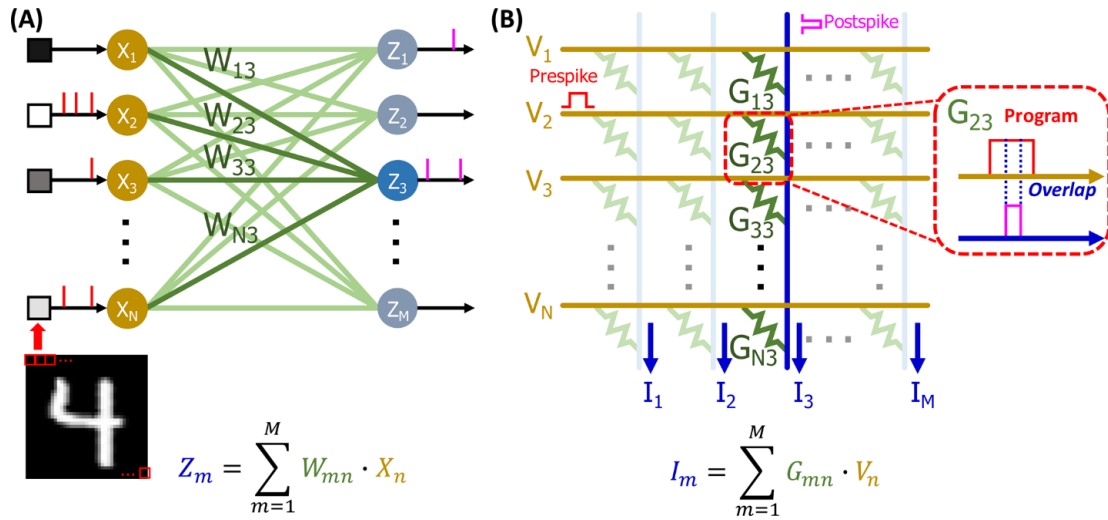 (A)
X1
X2
X3
XN
W13
W23
W33
WN3
Z1
Z2
Z3
ZM
Zm = ∑ M m=1 Wmn · Xn
(B)
Postspike
V1
Prespike
V2
V3
VN
G13
G23
G33
GN3
I1 I2 I3 IM
G23 Program
Overlap
Im = ∑ M m=1 Gmn · Vn